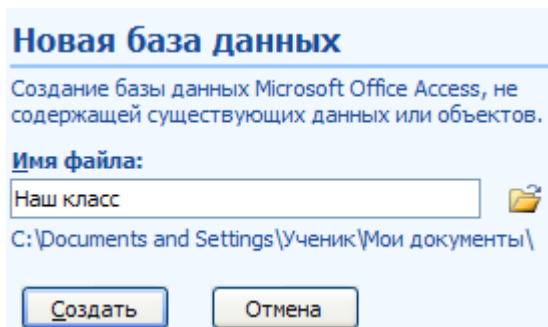 Новая база данных
Создание базы данных Microsoft Office Access, не
содержащей существующих данных или объектов.
Имя файла:
Наш класс
C:\Documents and Settings\Ученик\Мои документы\
Создать Отмена